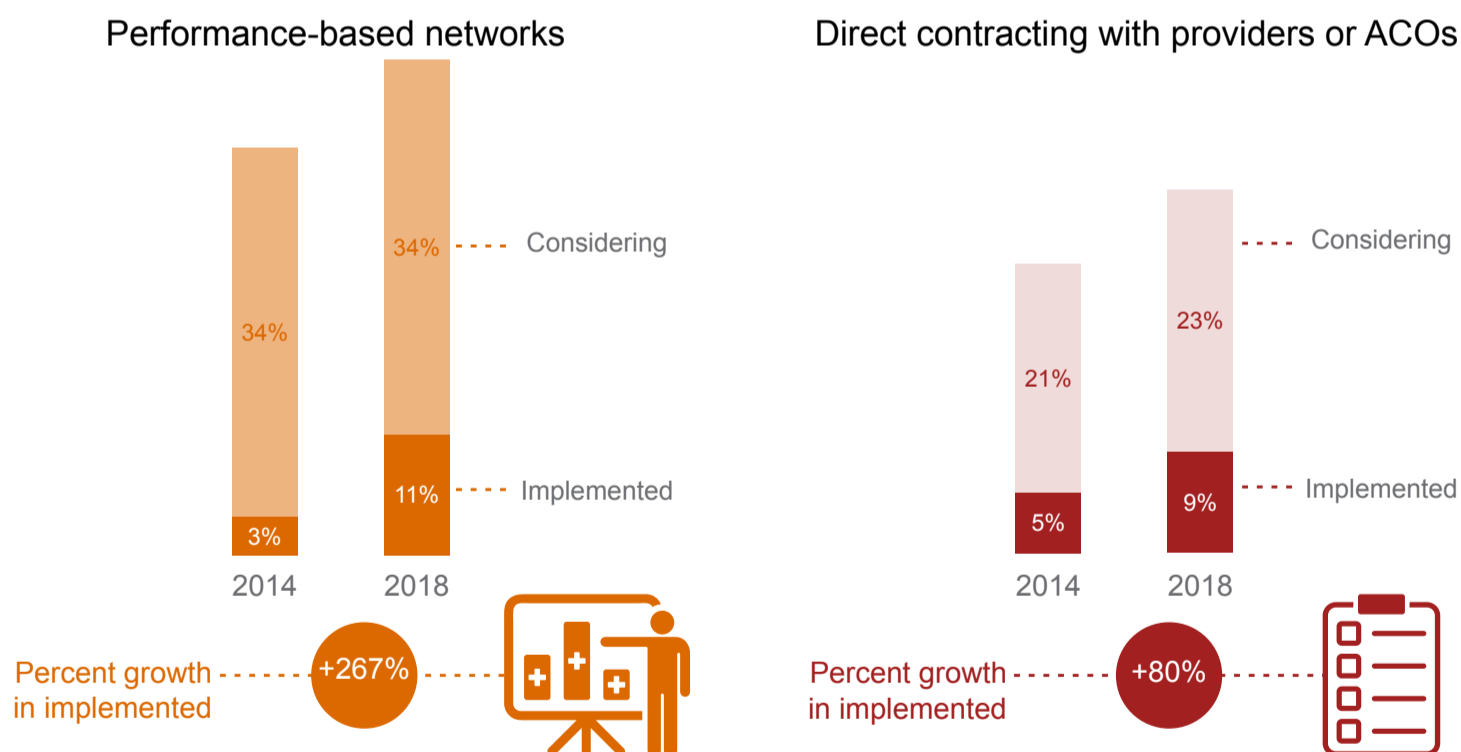 Performance-based networks
34%
3%
2014
34%
11%
2018
Considering
Implemented
Percent growth
in implemented
+267%
Direct contracting with providers or ACOs
21%
5%
2014
23%
9%
2018
Considering
Implemented
Percent growth
in implemented
+80%